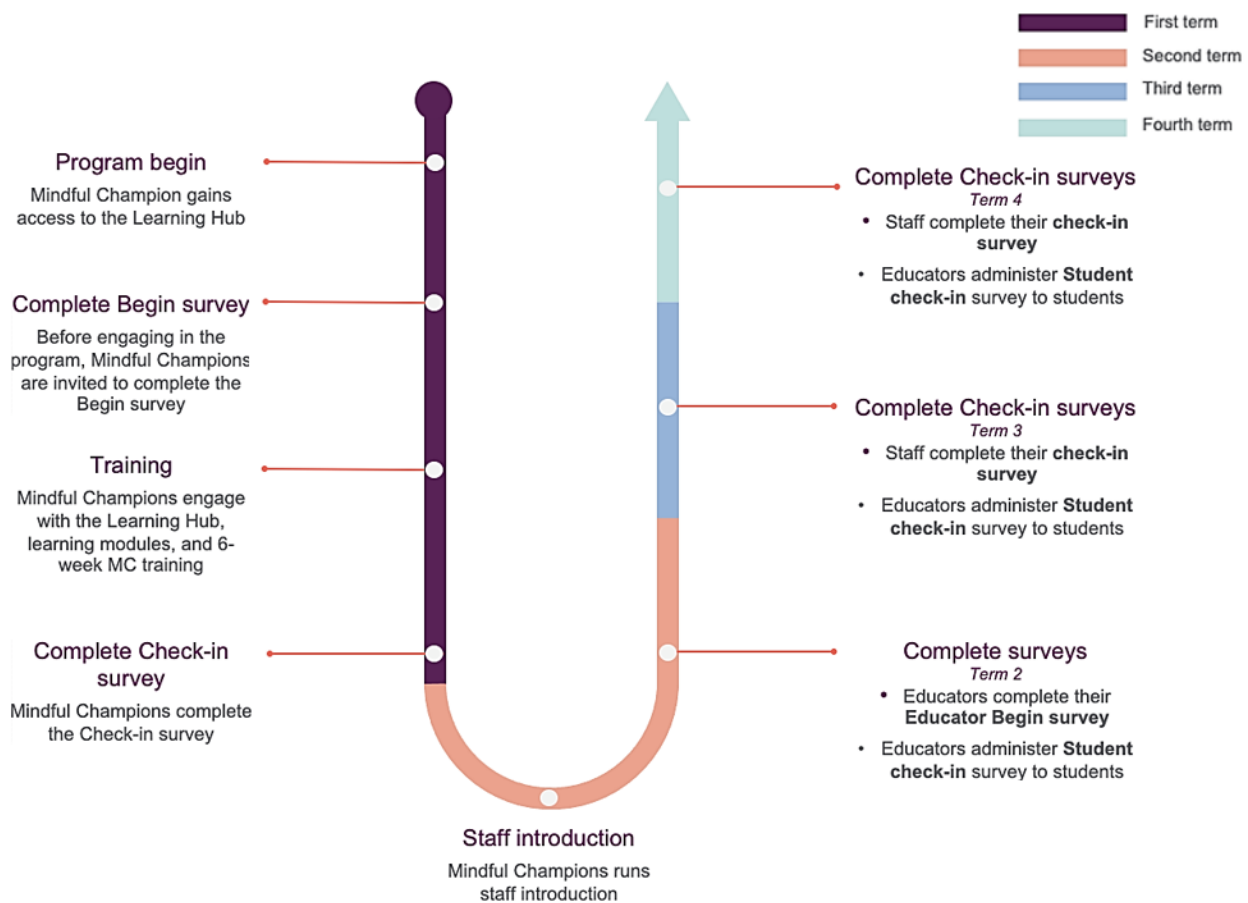 First term
Second term
Third term
Fourth term
Program begin
Mindful Champion gains
access to the Learning Hub
Complete Begin survey
Before engaging in the
program, Mindful Champions
are invited to complete the
Begin survey
Training
Mindful Champions engage
with the Learning Hub,
learning modules, and 6-
week MC training
Complete Check-in
survey
Mindful Champions complete
the Check-in survey
Staff introduction
Mindful Champions runs
staff introduction
Complete surveys
Term 2
• Educators complete their
Educator Begin survey
• Educators administer Student
check-in survey to students
Complete Check-in surveys
Term 3
• Staff complete their check-in
survey
• Educators administer Student
check-in survey to students
Complete Check-in surveys
Term 4
• Staff complete their check-in
survey
• Educators administer Student
check-in survey to students